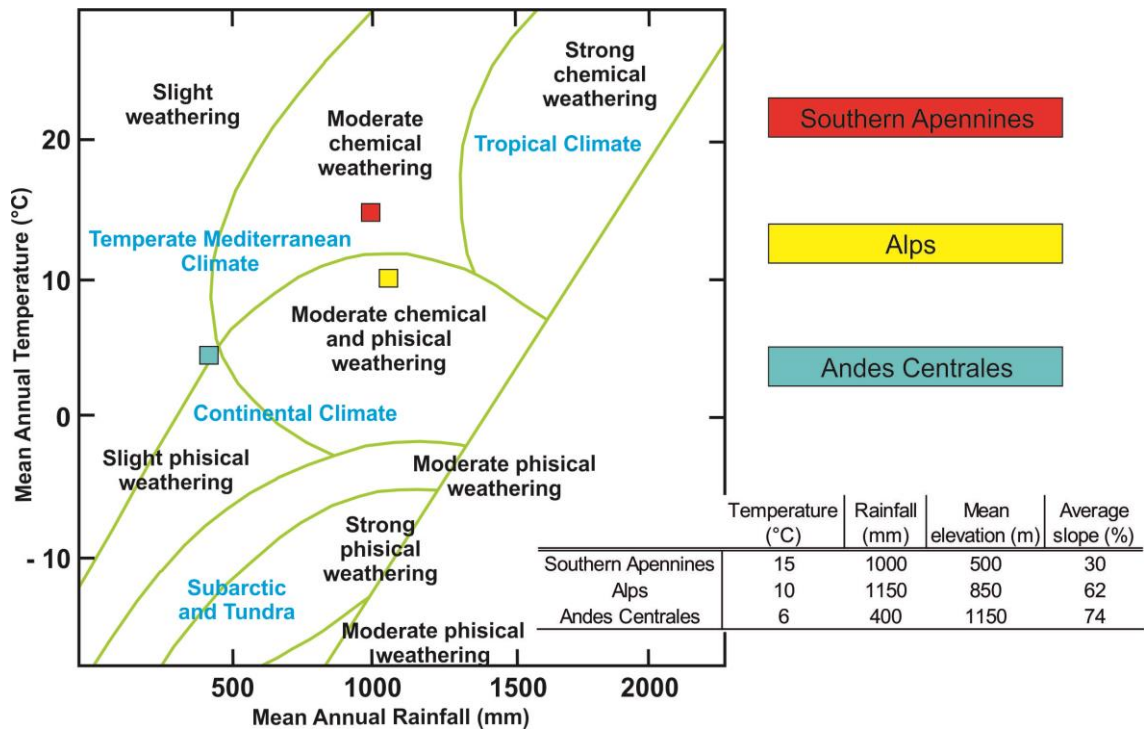 Strong
chemical
weathering
Slight
weathering
Moderate
chemical
weathering
Tropical Climate
Temperate Mediterranean
Climate
Moderate chemical
and phisical
weathering
Continental Climate
Slight phisical
weathering
Moderate phisical
weathering
Strong
phisical
weathering
Subarctic
and Tundra
Moderate phisical
weathering
Mean Annual Temperature (°C)
20
10
0
- 10
500
1000
1500
2000
Mean Annual Rainfall (mm)
Southern Apennines
Alps
Andes Centrales
Temperature (°C) Rainfall (mm) Mean elevation (m) Average slope (%)
Southern Apennines 15 1000 500 30
Alps 10 1150 850 62
Andes Centrales 6 400 1150 74